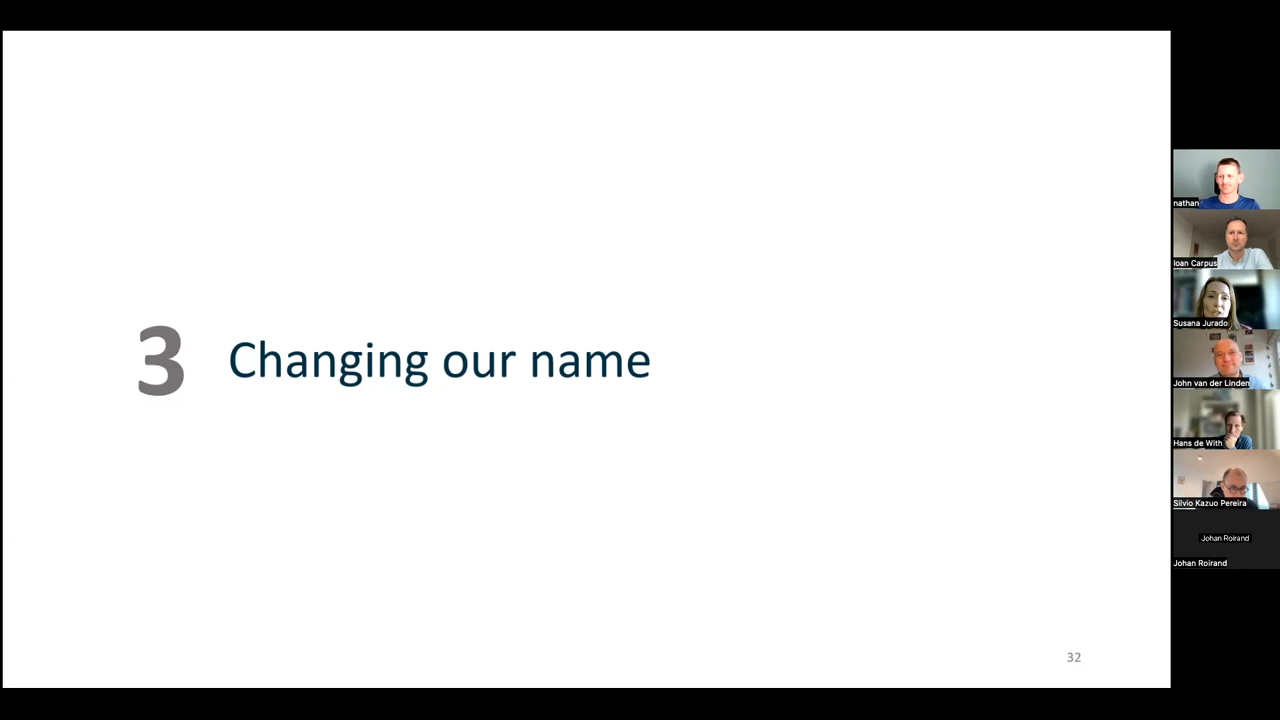 3 Changing our name
32
nathan
Ioan Carpus
Susana Jurado
John van der Linden
Hans de With
Silvio Kazuo Pereira
Johan Roirand
Johan Roirand